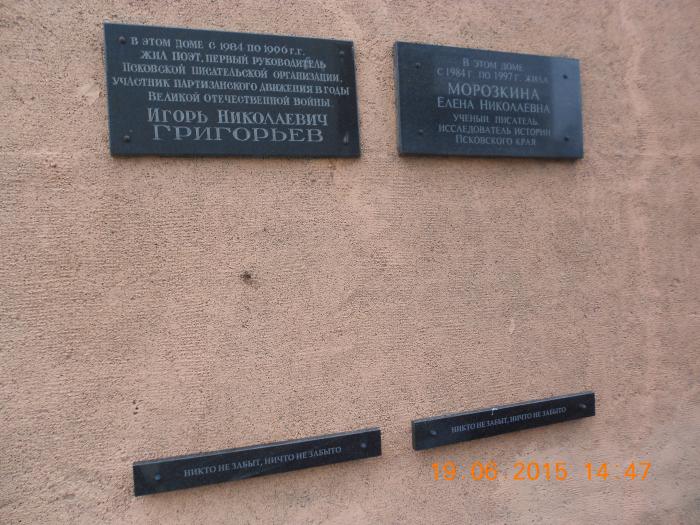 В ЭТОМ ДОМЕ С 1984 ПО 1996 Г.Г.
ЖИЛ ПОЭТ, ПЕРВЫЙ РУКОВОДИТЕЛЬ
ПСКОВСКОЙ ПИСАТЕЛЬСКОЙ ОРГАНИЗАЦИИ,
УЧАСТНИК ПАРТИЗАНСКОГО ДВИЖЕНИЯ В ГОДЫ
ВЕЛИКОЙ ОТЕЧЕСТВЕННОЙ ВОЙНЫ
ИГОРЬ НИКОЛАЕВИЧ
ГРИГОРЬЕВ
В ЭТОМ ДОМЕ
С 1984 Г. ПО 1997 Г. ЖИЛА
МОРОЗКИНА
ЕЛЕНА НИКОЛАЕВНА
УЧЕНЫЙ ПИСАТЕЛЬ,
ИССЛЕДОВАТЕЛЬ ИСТОРИИ
ПСКОВСКОГО КРАЯ
НИКТО НЕ ЗАБЫТ, НИЧТО НЕ ЗАБЫТО
НИКТО НЕ ЗАБЫТ, НИЧТО НЕ ЗАБЫТО
19 06 2015 14 47